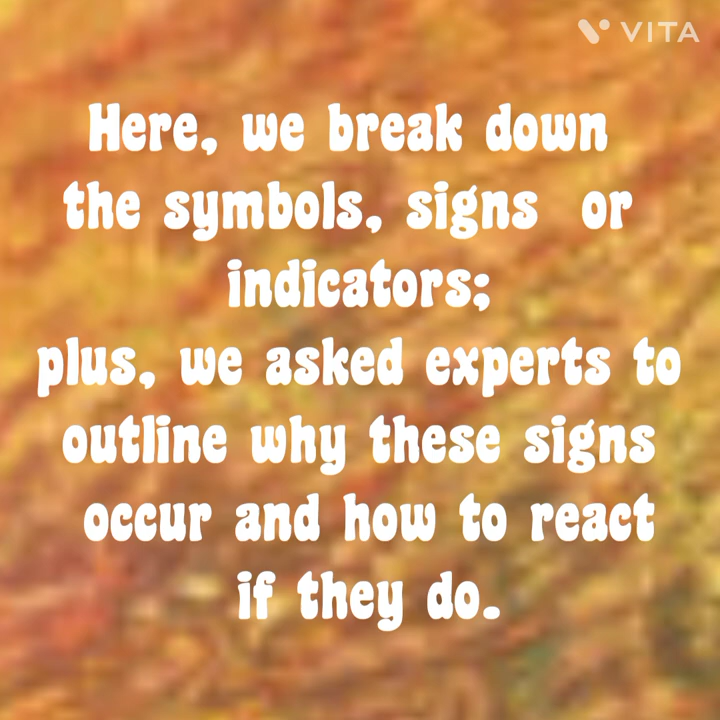 VITA
Here, we break down
the symbols, signs or
indicators;
plus, we asked experts to
outline why these signs
occur and how to react
if they do.